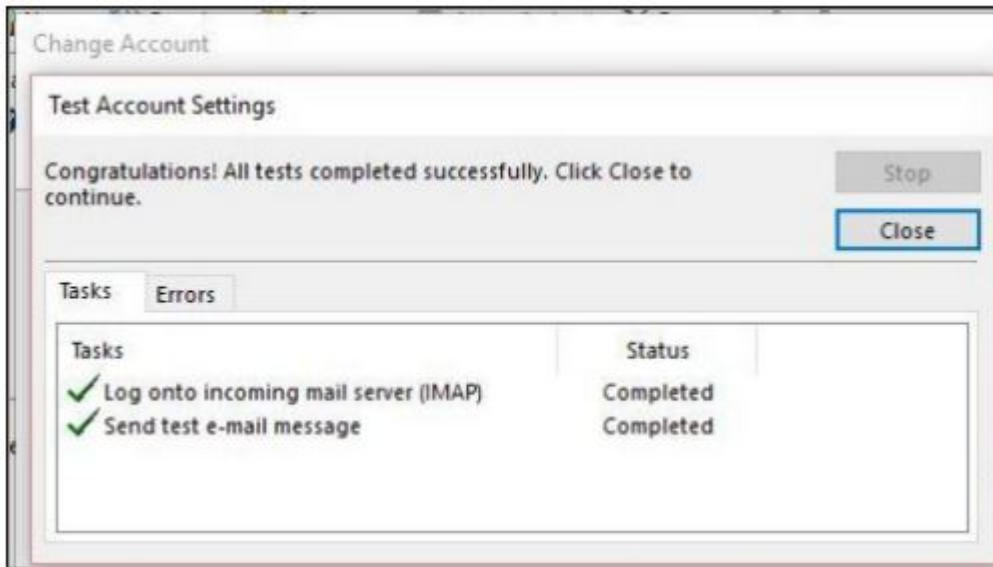 Change Account
Test Account Settings
Congratulations! All tests completed successfully. Click Close to
continue.
Stop
Close
Tasks Errors
Tasks Status
Log onto incoming mail server (IMAP) Completed
Send test e-mail message Completed